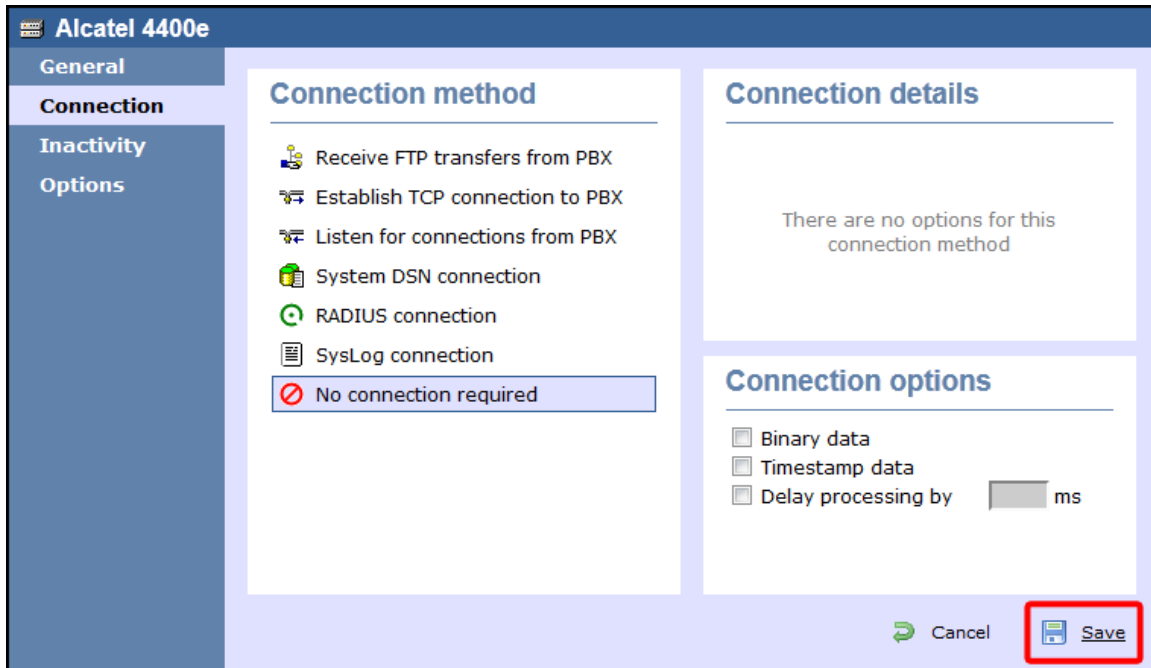 Alcatel 4400e
General
Connection
Inactivity
Options
Connection method
Receive FTP transfers from PBX
Establish TCP connection to PBX
Listen for connections from PBX
System DSN connection
RADIUS connection
SysLog connection
No connection required
Connection details
There are no options for this
connection method
Connection options
Binary data
Timestamp data
Delay processing by ms
Cancel Save